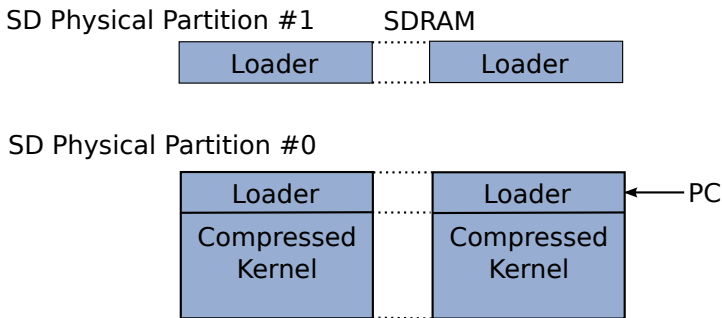 SD Physical Partition #1
SDRAM
Loader
Loader
SD Physical Partition #0
Loader
Loader
PC
Compressed
Kernel
Compressed
Kernel